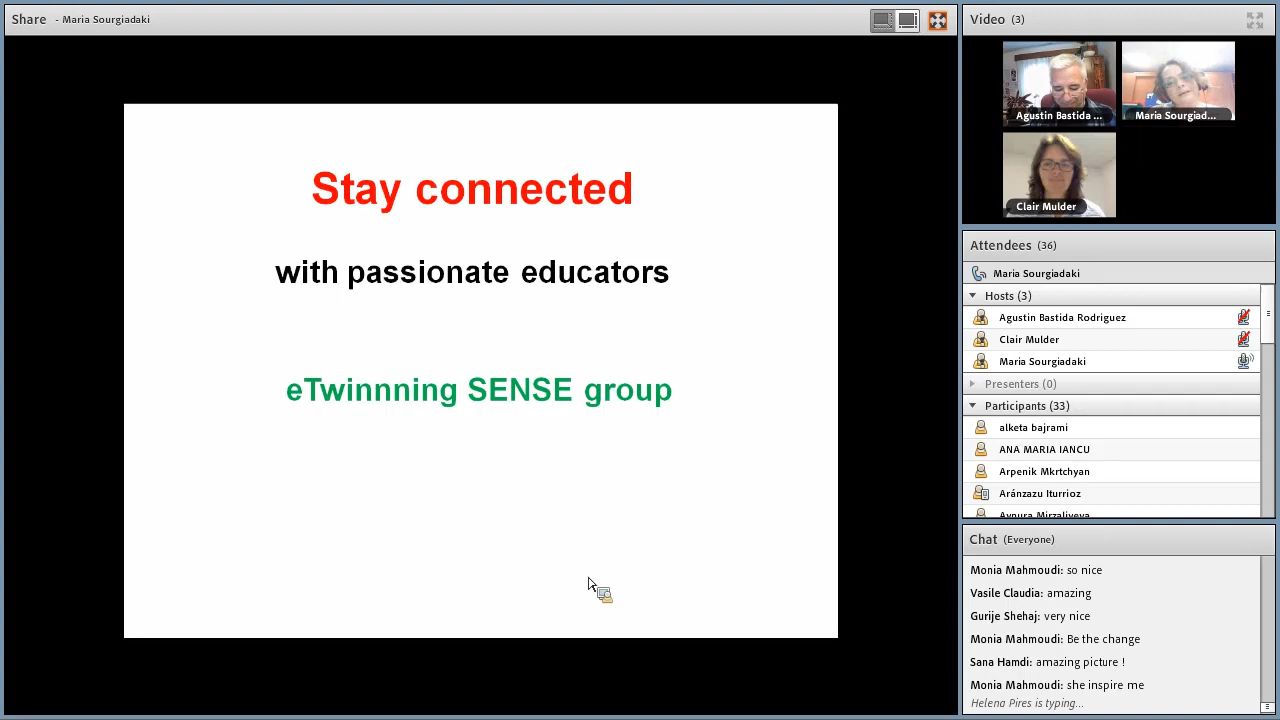 Share - Maria Sourgiadaki
Stay connected
with passionate educators
eTwinnning SENSE group
Video (3)
Agustin Bastida ...
Maria Sourgiad...
Clair Mulder
Attendees (36)
Maria Sourgiadaki
Hosts (3)
Agustin Bastida Rodriguez
Clair Mulder
Maria Sourgiadaki
Presenters (0)
Participants (33)
alketa bajrami
ANA MARIA IANCU
Arpenik Mkrtchyan
Aránzazu Iturrioz
Aynura Mirzaliyeva
Chat (Everyone)
Monia Mahmoudi: so nice
Vasile Claudia: amazing
Gurije Shehaj: very nice
Monia Mahmoudi: Be the change
Sana Hamdi: amazing picture !
Monia Mahmoudi: she inspire me
Helena Pires is typing...